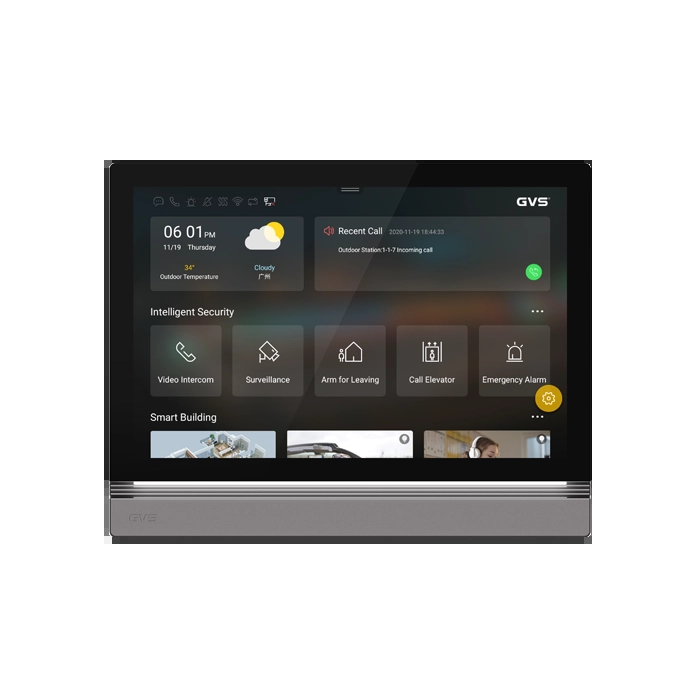 GVS
06 01 PM
11/19 Thursday
34°
Outdoor Temperature
Cloudy
广州
Recent Call 2020-11-19 18:44:33
Outdoor Station:1-1-7 Incoming call
Intelligent Security
Video Intercom
Surveillance
Arm for Leaving
Call Elevator
Emergency Alarm
Smart Building
GVS